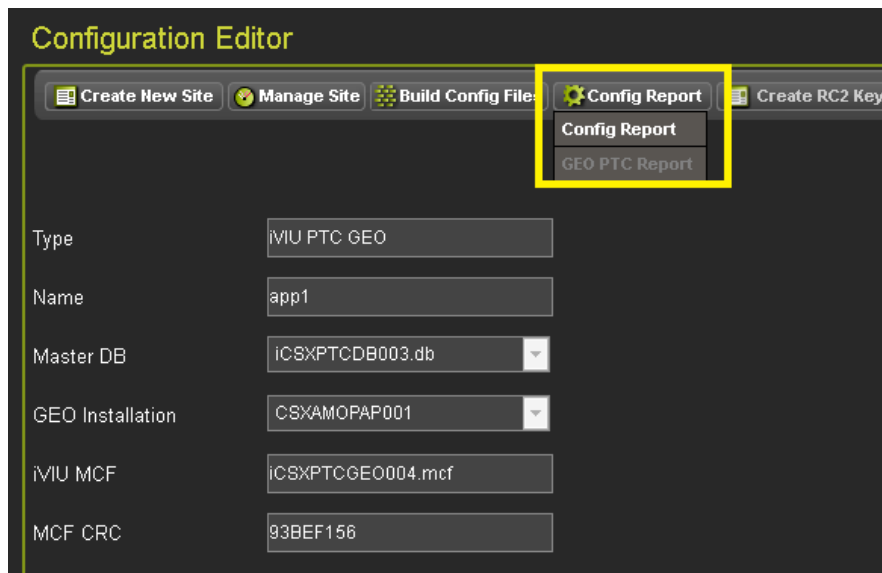 Configuration Editor
Create New Site Manage Site Build Config File Config Report Create RC2 Key
Config Report
GEO PTC Report
Type iVIU PTC GEO
Name app1
Master DB iCSXPTCDB003.db
GEO Installation CSXAMOPAP001
iVIU MCF iCSXPTCGEO004.mcf
MCF CRC 93BEF156